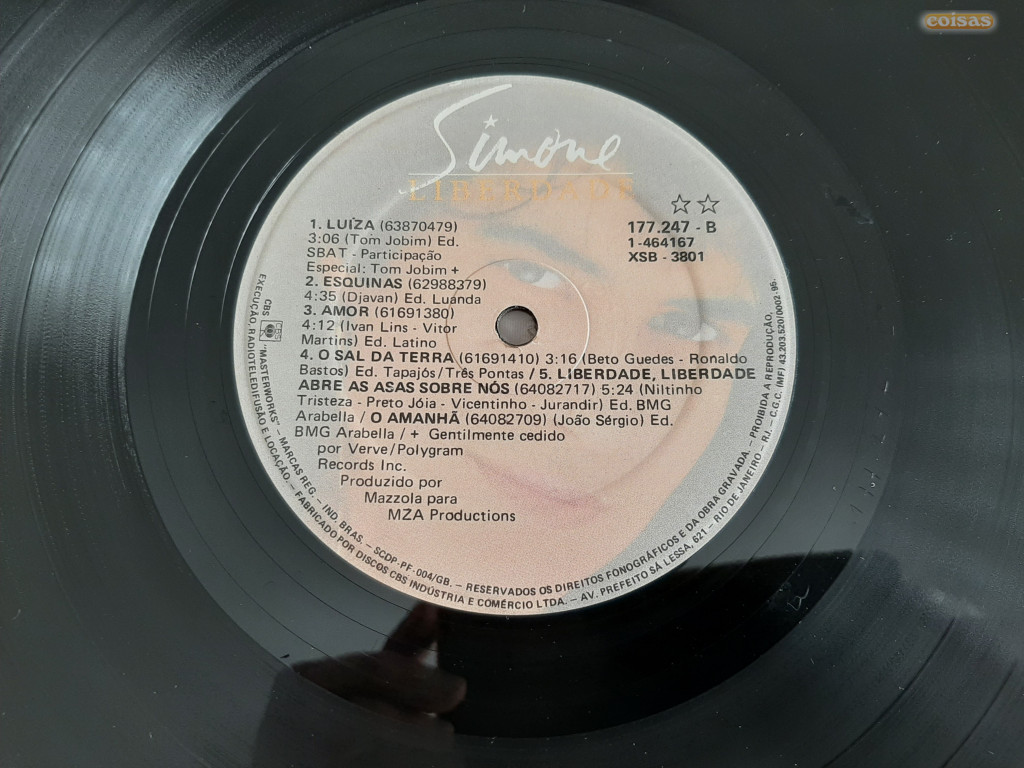 coisas
Simone
LIBERDADE
☆☆
177.247 - B
1-464167
XSB - 3801
1. LUÍZA (63870479)
3:06 (Tom Jobim) Ed.
SBAT - Participação
Especial: Tom Jobim +
2. ESQUINAS (62988379)
4:35 (Djavan) Ed. Luanda
3. AMOR (61691380)
4:12 (Ivan Lins - Vitor
Martins) Ed. Latino
4. O SAL DA TERRA (61691410) 3:16 (Beto Guedes - Ronaldo
Bastos) Ed. Tapajós/Três Pontas / 5. LIBERDADE, LIBERDADE
ABRE AS ASAS SOBRE NÓS (64082717) 5:24 (Niltinho
Tristeza - Preto Jóia - Vicentinho - Jurandir) Ed. BMG
Arabella / O AMANHÃ (64082709) (João Sérgio) Ed.
BMG Arabella / + Gentilmente cedido
por Verve/Polygram
Records Inc.
Produzido por
Mazzola para
MZA Productions
CBS "MASTERWORKS" - MARCAS REG. - IND. BRAS. - SCDP-PF-004/GB. - RESERVADOS OS DIREITOS FONOGRÁFICOS E DA OBRA GRAVADA. - PROIBIDA A REPRODUÇÃO,
EXECUÇÃO, RADIOTELEDIFUSÃO E LOCAÇÃO. - FABRICADO POR DISCOS CBS INDÚSTRIA E COMÉRCIO LTDA. - AV. PREFEITO SÁ LESSA, 621 - RIO DE JANEIRO - RJ. - C.G.C. (MF) 43.203.520/0002-95.
CBS